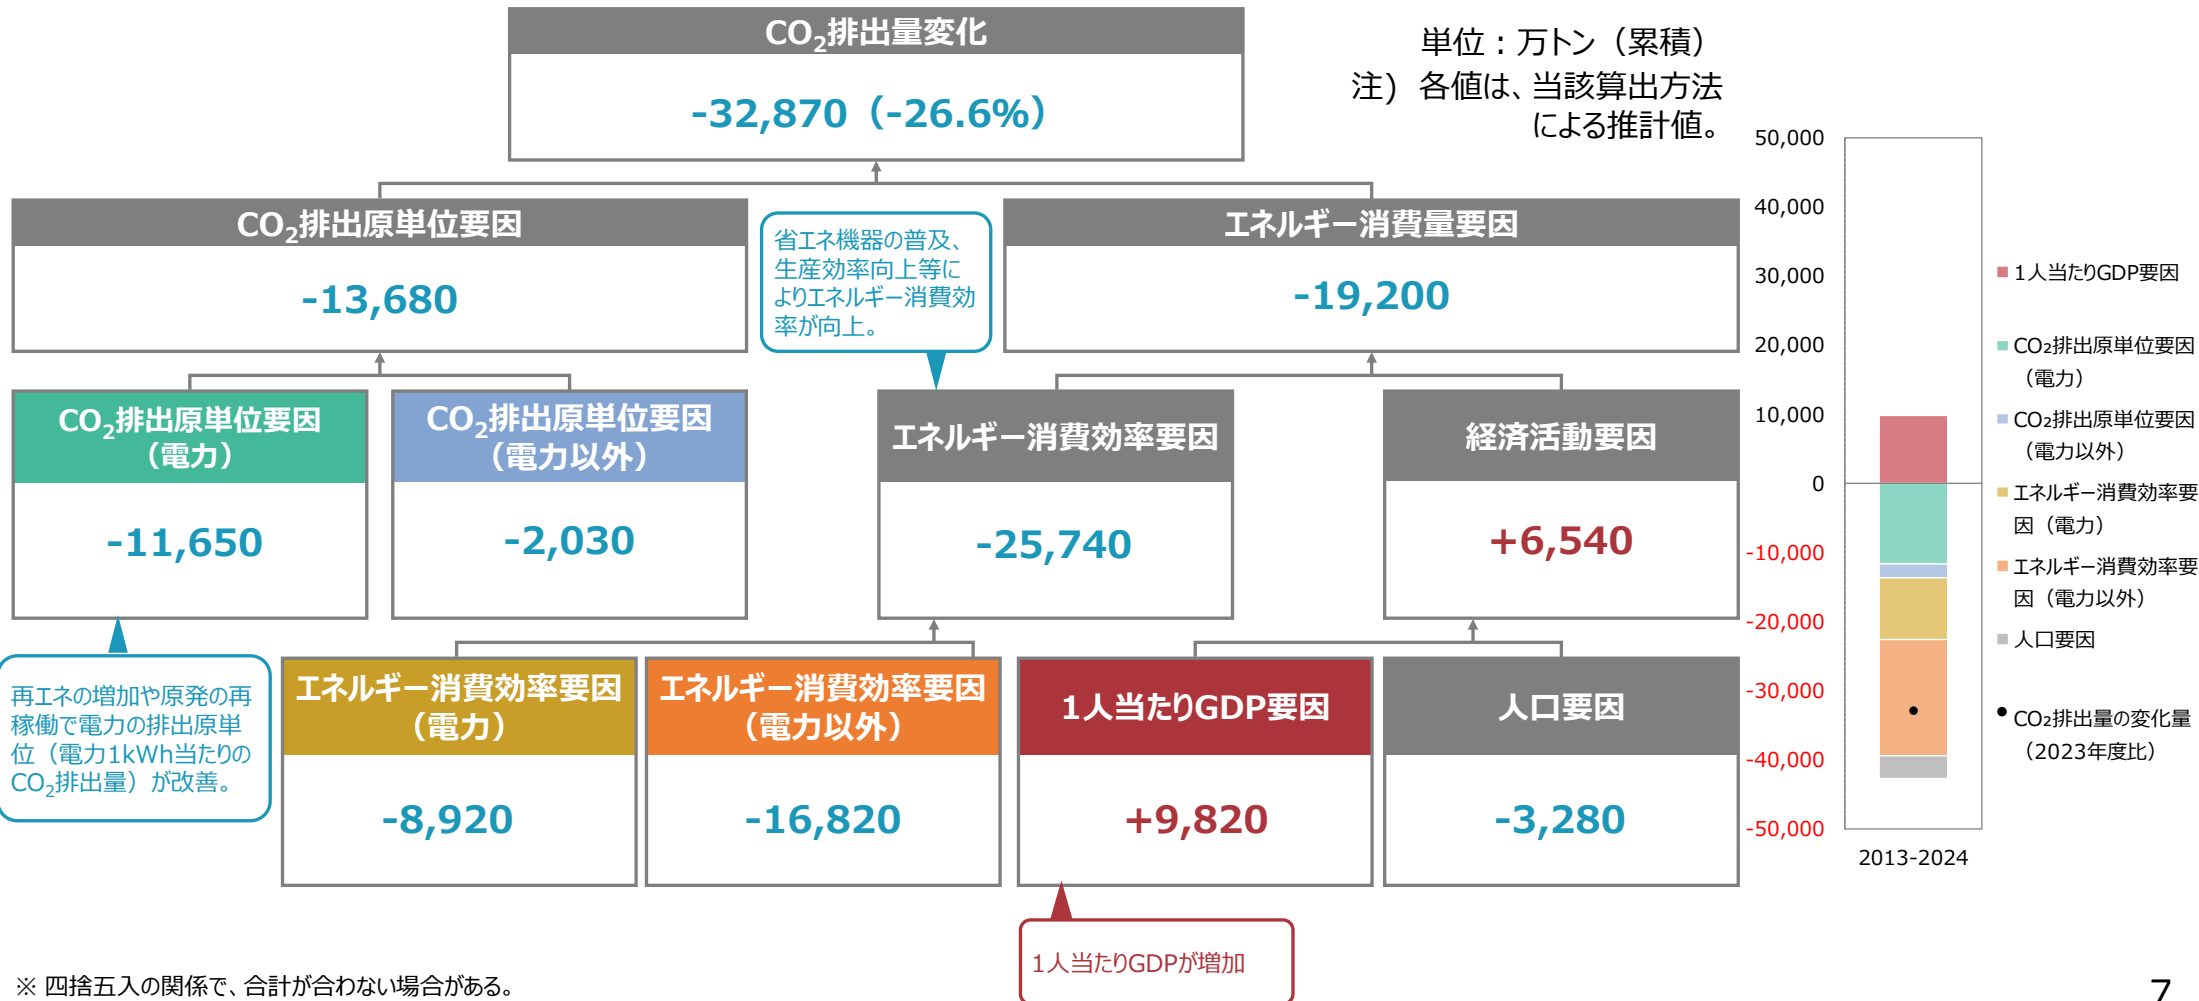 CO₂排出量変化
-32,870（-26.6%）
単位：万トン（累積）
注） 各値は、当該算出方法
による推計値。
CO₂排出原単位要因
-13,680
省エネ機器の普及、
生産効率向上等に
よりエネルギー消費効
率が向上。
エネルギー消費量要因
-19,200
CO₂排出原単位要因
（電力）
-11,650
CO₂排出原単位要因
（電力以外）
-2,030
エネルギー消費効率要因
-25,740
経済活動要因
+6,540
再エネの増加や原発の再
稼働で電力の排出原単
位（電力1kWh当たりの
CO₂排出量）が改善。
エネルギー消費効率要因
（電力）
-8,920
エネルギー消費効率要因
（電力以外）
-16,820
1人当たりGDP要因
+9,820
人口要因
-3,280
1人当たりGDPが増加
50,000
40,000
30,000
20,000
10,000
0
-10,000
-20,000
-30,000
-40,000
-50,000
2013-2024
1人当たりGDP要因
CO₂排出原単位要因
（電力）
CO₂排出原単位要因
（電力以外）
エネルギー消費効率要
因（電力）
エネルギー消費効率要
因（電力以外）
人口要因
CO₂排出量の変化量
（2023年度比）
※ 四捨五入の関係で、合計が合わない場合がある。
7